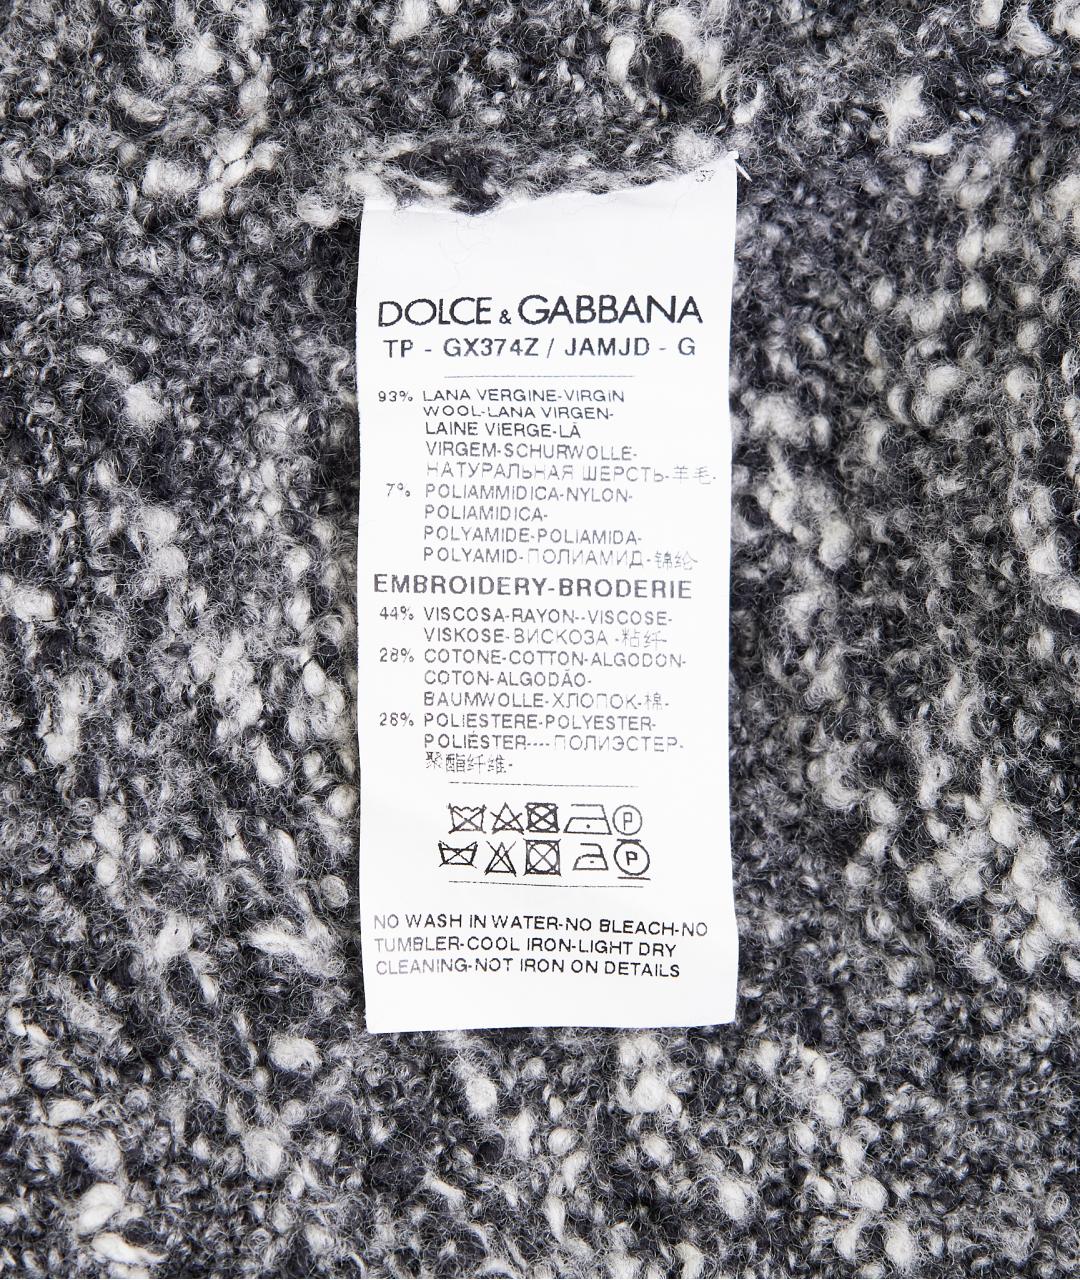 DOLCE & GABBANA
TP - GX374Z / JAMJD - G
93% LANA VERGINE-VIRGIN
WOOL-LANA VIRGEN-
LAINE VIERGE-LÃ
VIRGEM-SCHURWOLLE-
НАТУРАЛЬНАЯ ШЕРСТЬ-羊毛-
7% POLIAMMIDICA-NYLON-
POLIAMIDICA-
POLYAMIDE-POLIAMIDA-
POLYAMID-ПОЛИАМИД-锦纶
EMBROIDERY-BRODERIE
44% VISCOSA-RAYON--VISCOSE-
VISKOSE-ВИСКОЗА -粘纤-
28% COTONE-COTTON-ALGODON-
COTON-ALGODÃO-
BAUMWOLLE-ХЛОПОК-棉-
28% POLIESTERE-POLYESTER-
POLIÉSTER----ПОЛИЭСТЕР-
聚酯纤维-
P
P
NO WASH IN WATER-NO BLEACH-NO
TUMBLER-COOL IRON-LIGHT DRY
CLEANING-NOT IRON ON DETAILS